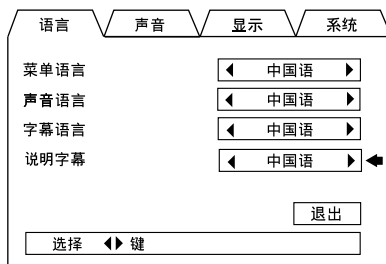 语言 声音 显示 系统
菜单语言 中国语
声音语言 中国语
字幕语言 中国语
说明字幕 中国语
退出
选择 键